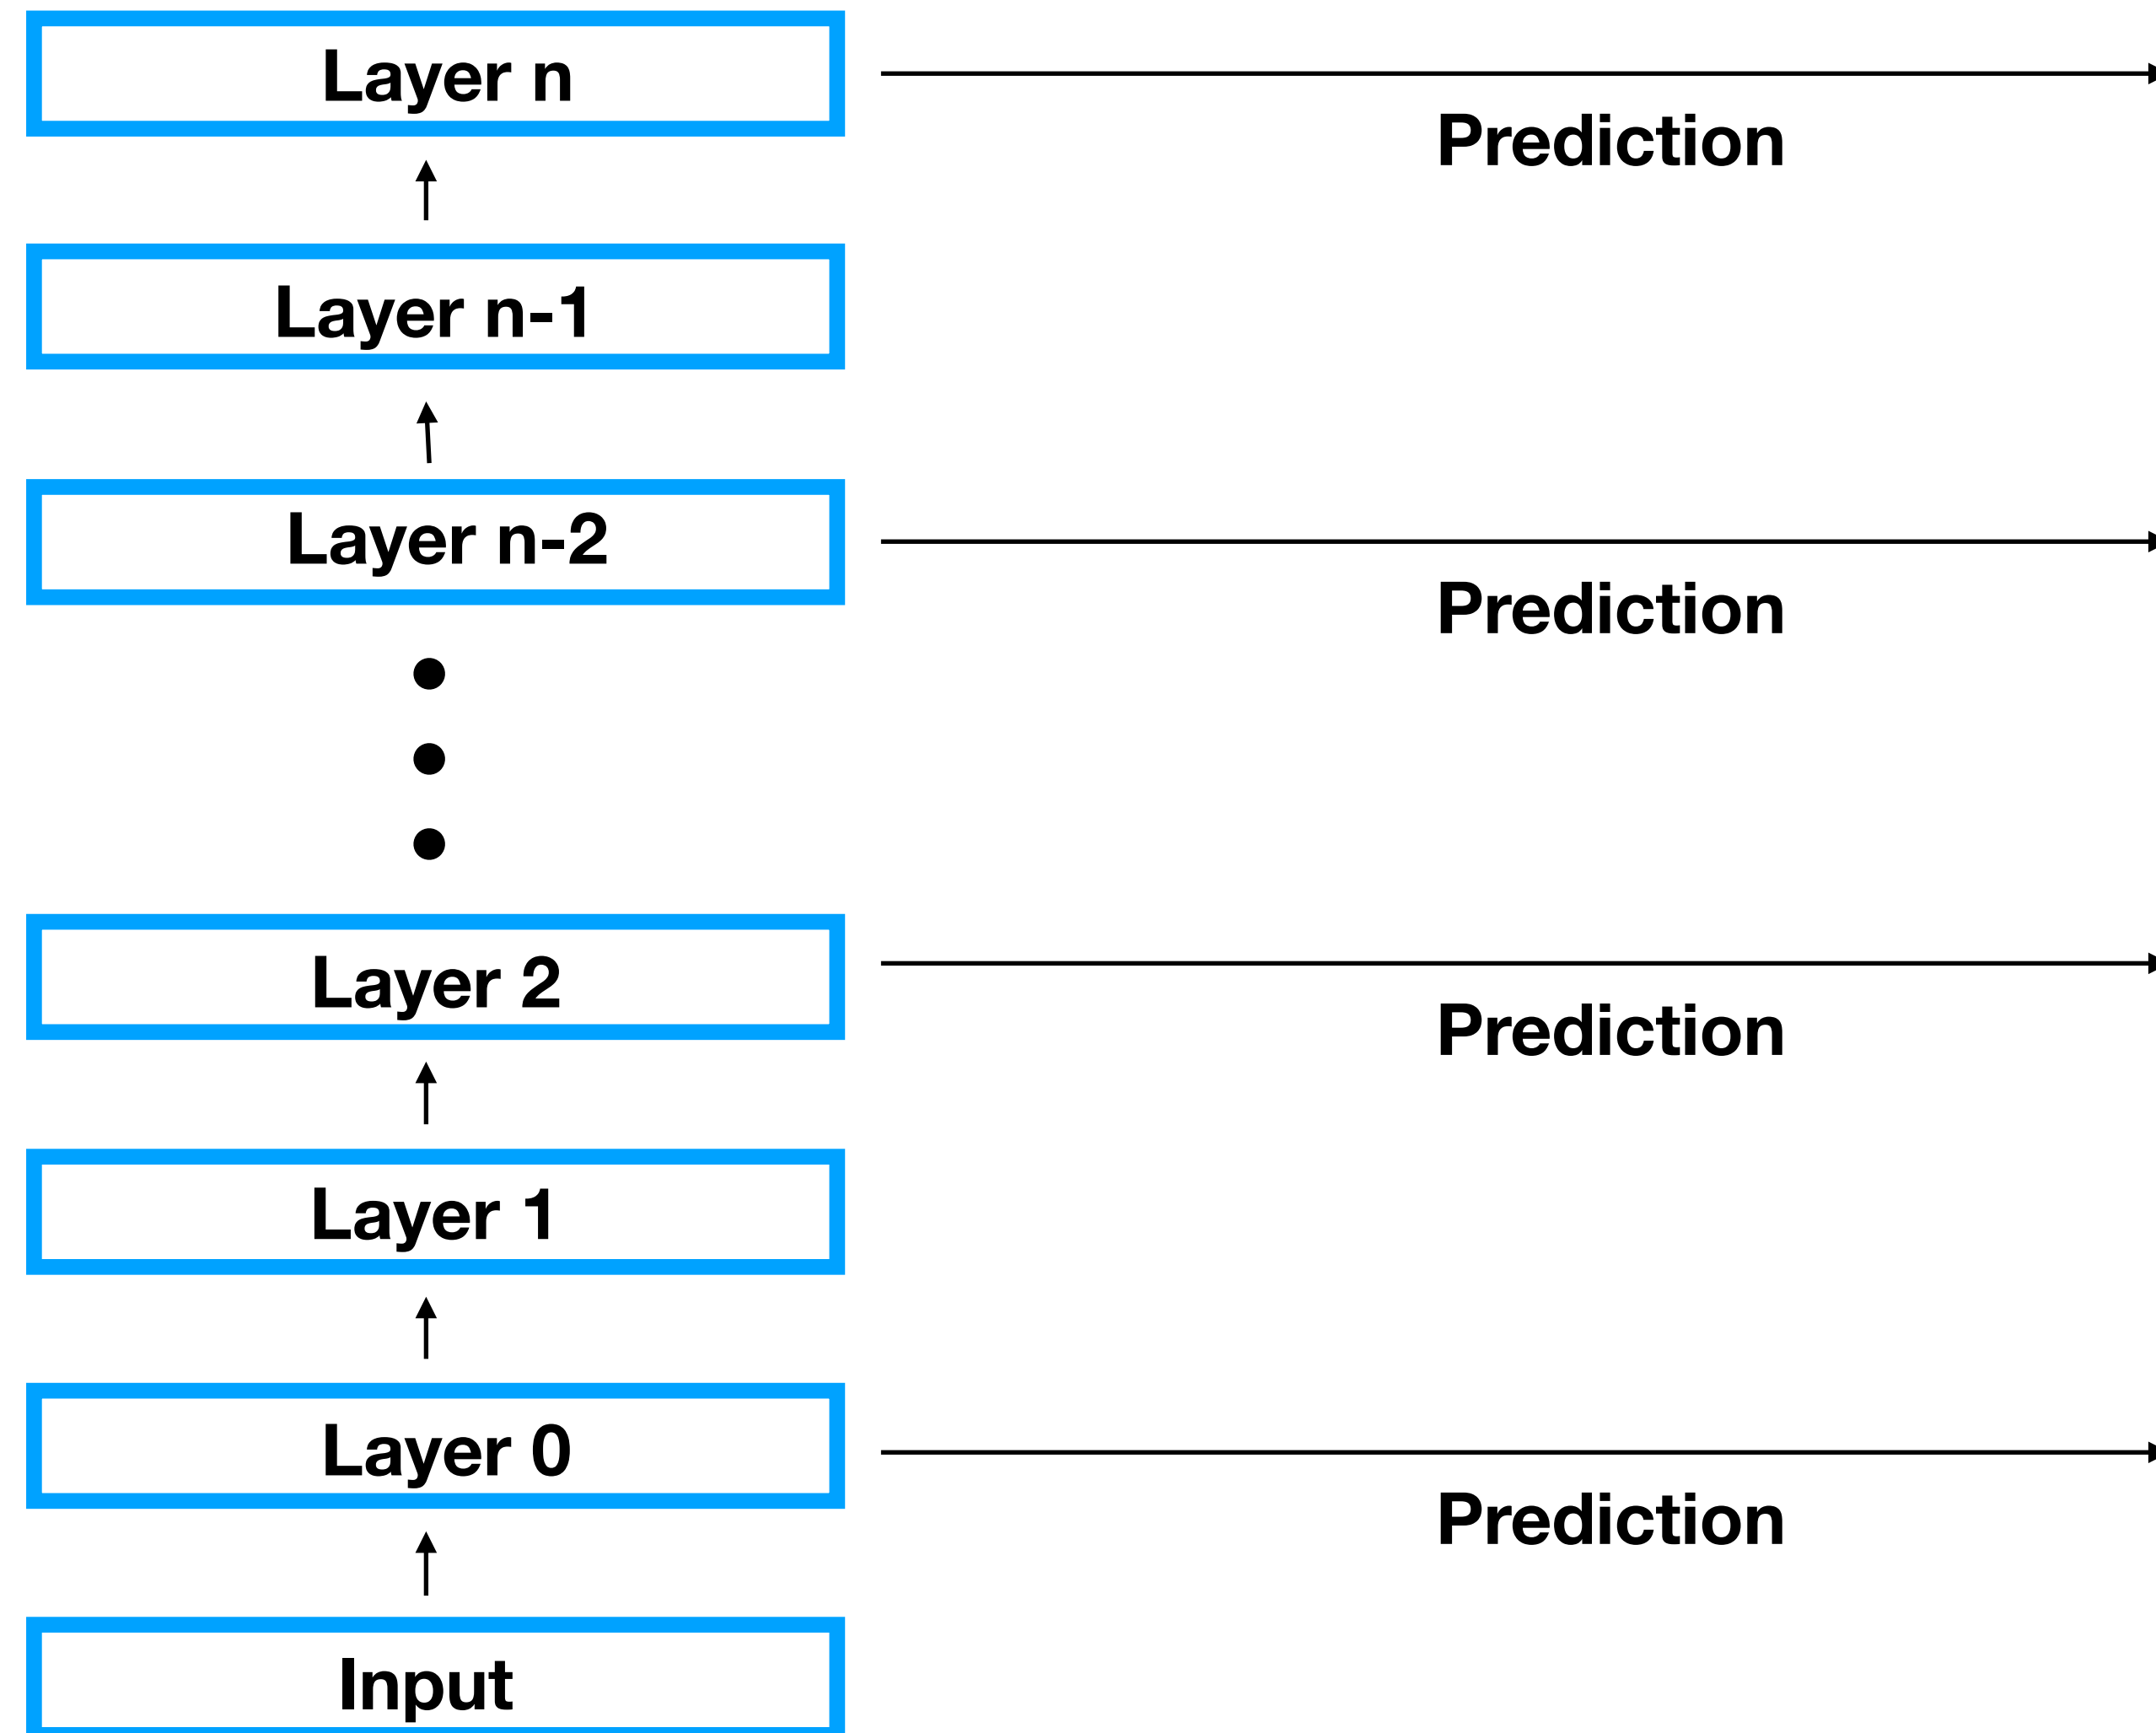 Layer n
Prediction
Layer n-1
Layer n-2
Prediction
Layer 2
Prediction
Layer 1
Layer 0
Prediction
Input